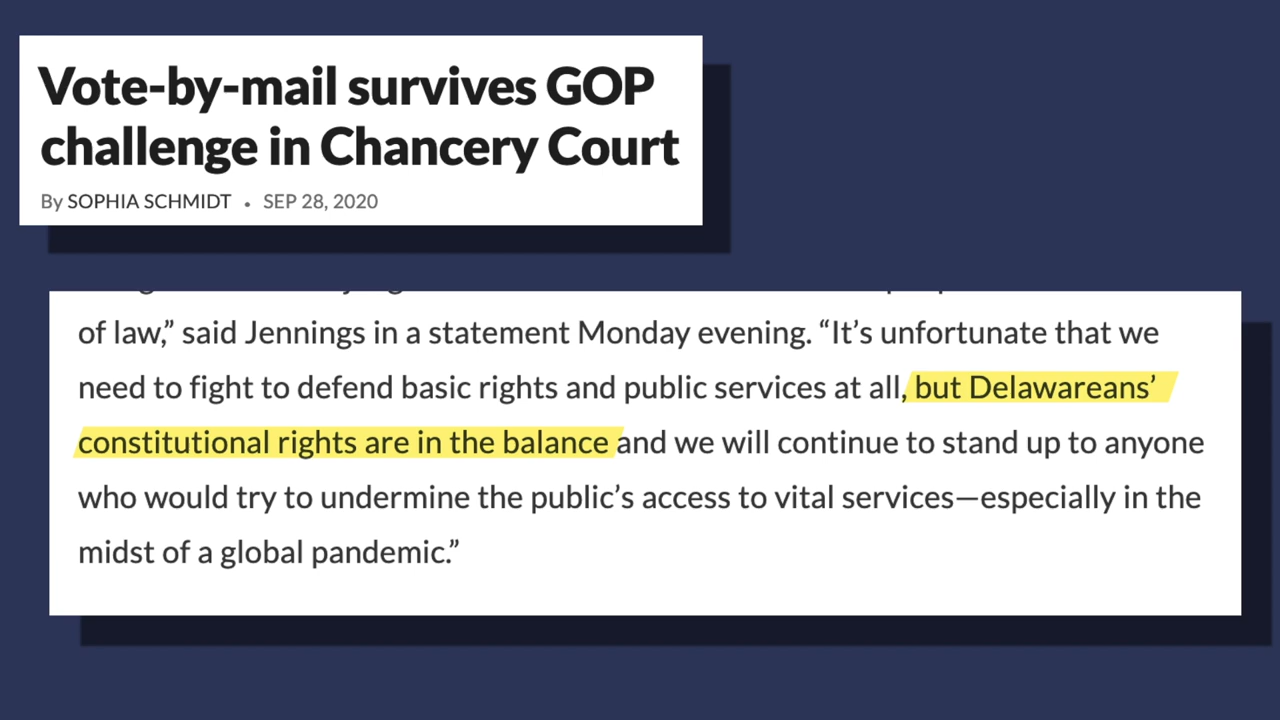 Vote-by-mail survives GOP
challenge in Chancery Court
By SOPHIA SCHMIDT • SEP 28, 2020
of law,” said Jennings in a statement Monday evening. “It’s unfortunate that we
need to fight to defend basic rights and public services at all, but Delawareans’
constitutional rights are in the balance and we will continue to stand up to anyone
who would try to undermine the public’s access to vital services—especially in the
midst of a global pandemic.”